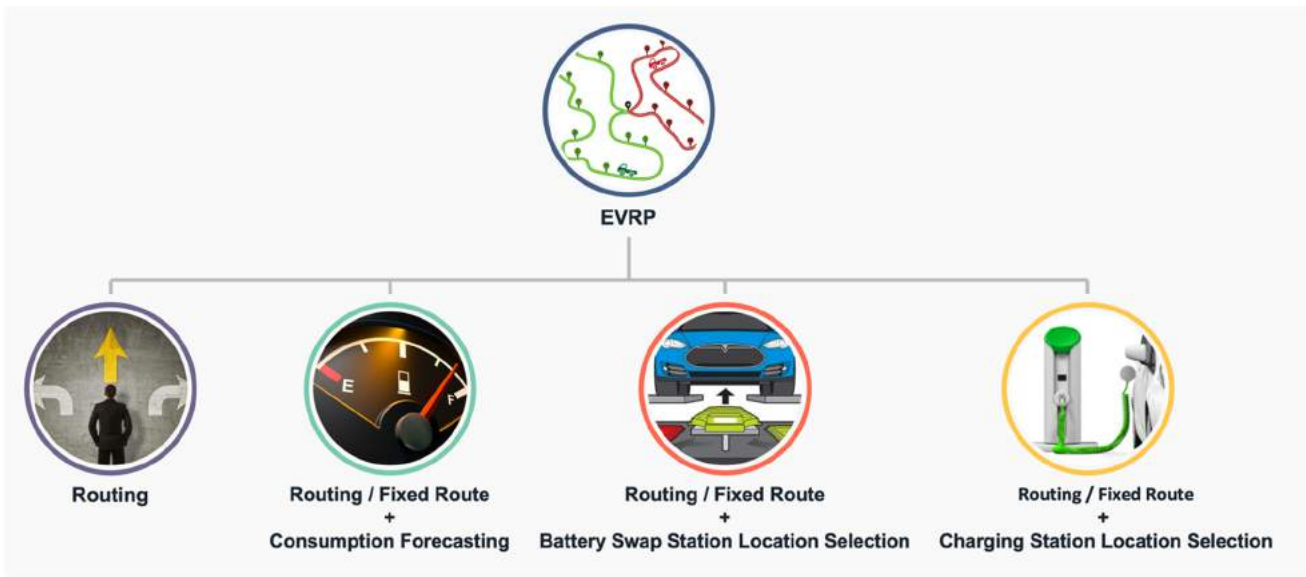 EVRP
E
F
Routing
Routing / Fixed Route
+
Consumption Forecasting
Routing / Fixed Route
+
Battery Swap Station Location Selection
Routing / Fixed Route
+
Charging Station Location Selection